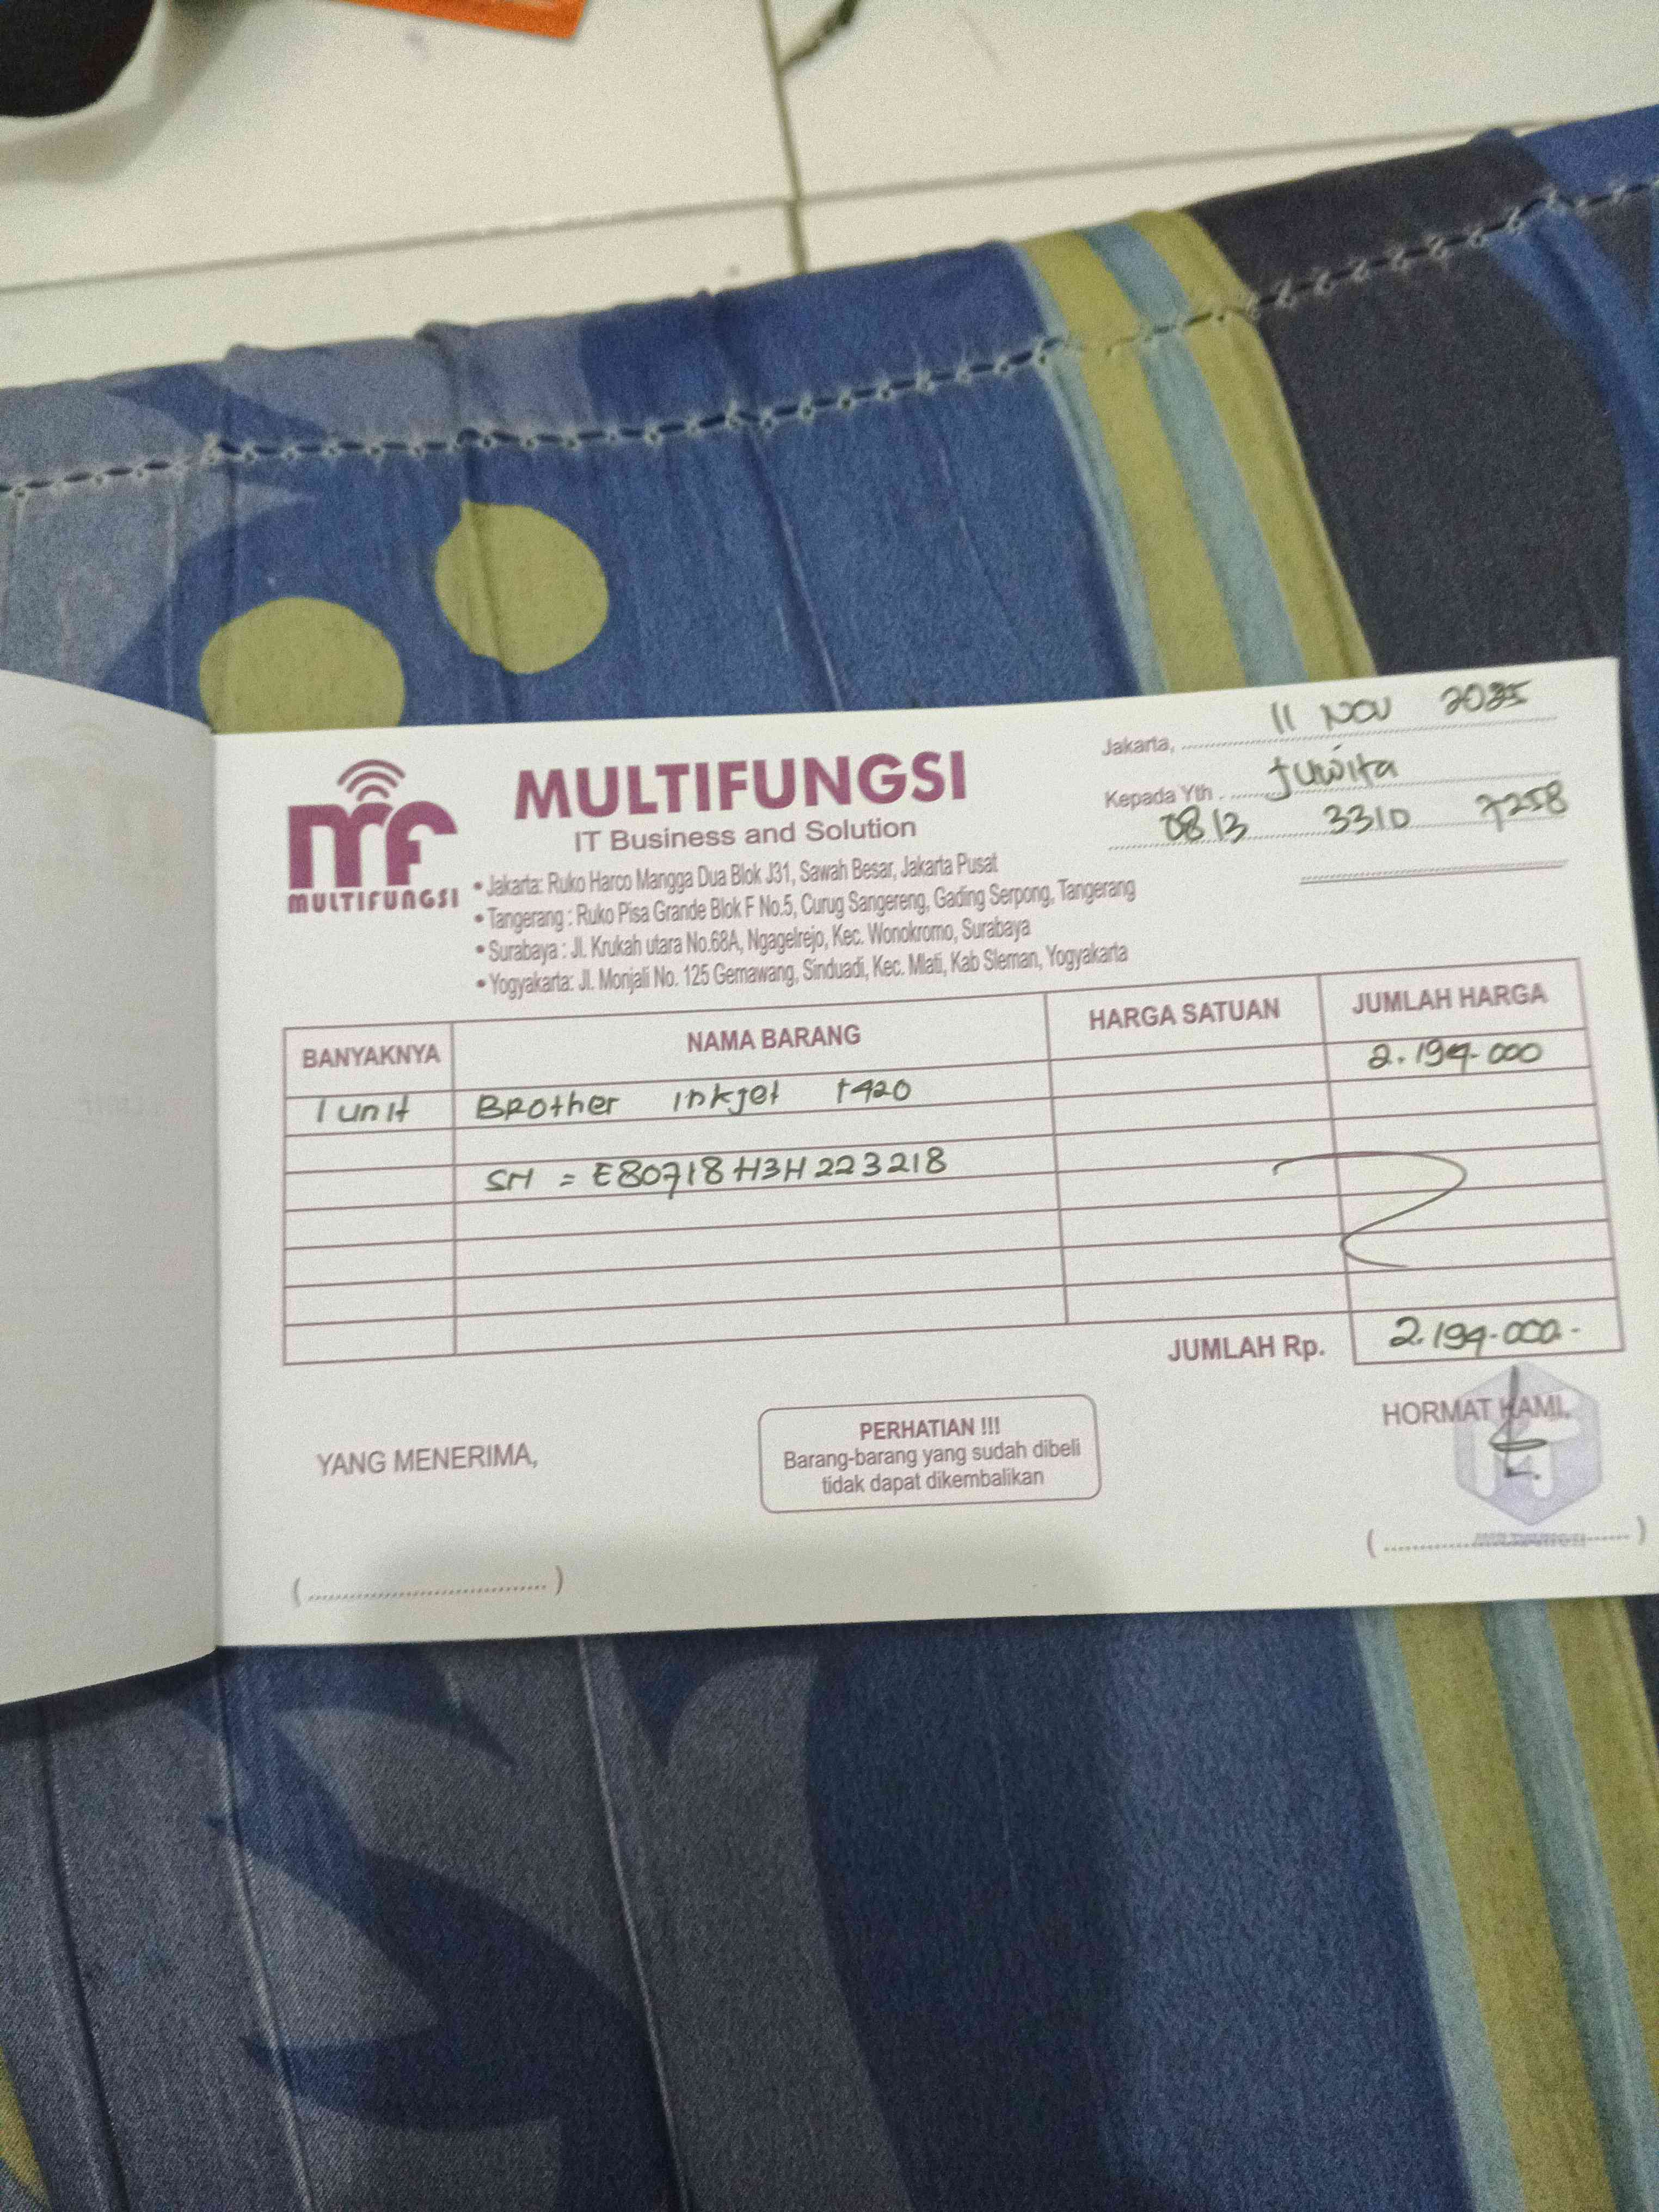 MULTIFUNGSI
MULTIFUNGSI
IT Business and Solution
• Jakarta: Ruko Harco Mangga Dua Blok J31, Sawah Besar, Jakarta Pusat
• Tangerang : Ruko Pisa Grande Blok F No.5, Curug Sangereng, Gading Serpong, Tangerang
• Surabaya : Jl. Krukah utara No.68A, Ngagelrejo, Kec. Wonokromo, Surabaya
• Yogyakarta: Jl. Monjali No. 125 Gemawang, Sinduadi, Kec. Mlati, Kab Sleman, Yogyakarta
Jakarta, 11 NOV 2025
Kepada Yth. Juwita
0813 3310 7258
BANYAKNYA NAMA BARANG HARGA SATUAN JUMLAH HARGA
1 unit BRother inkjet T420 2.194.000
SN = E80718H3H223218
JUMLAH Rp. 2.194.000.-
YANG MENERIMA,
PERHATIAN !!!
Barang-barang yang sudah dibeli
tidak dapat dikembalikan
HORMAT KAMI,